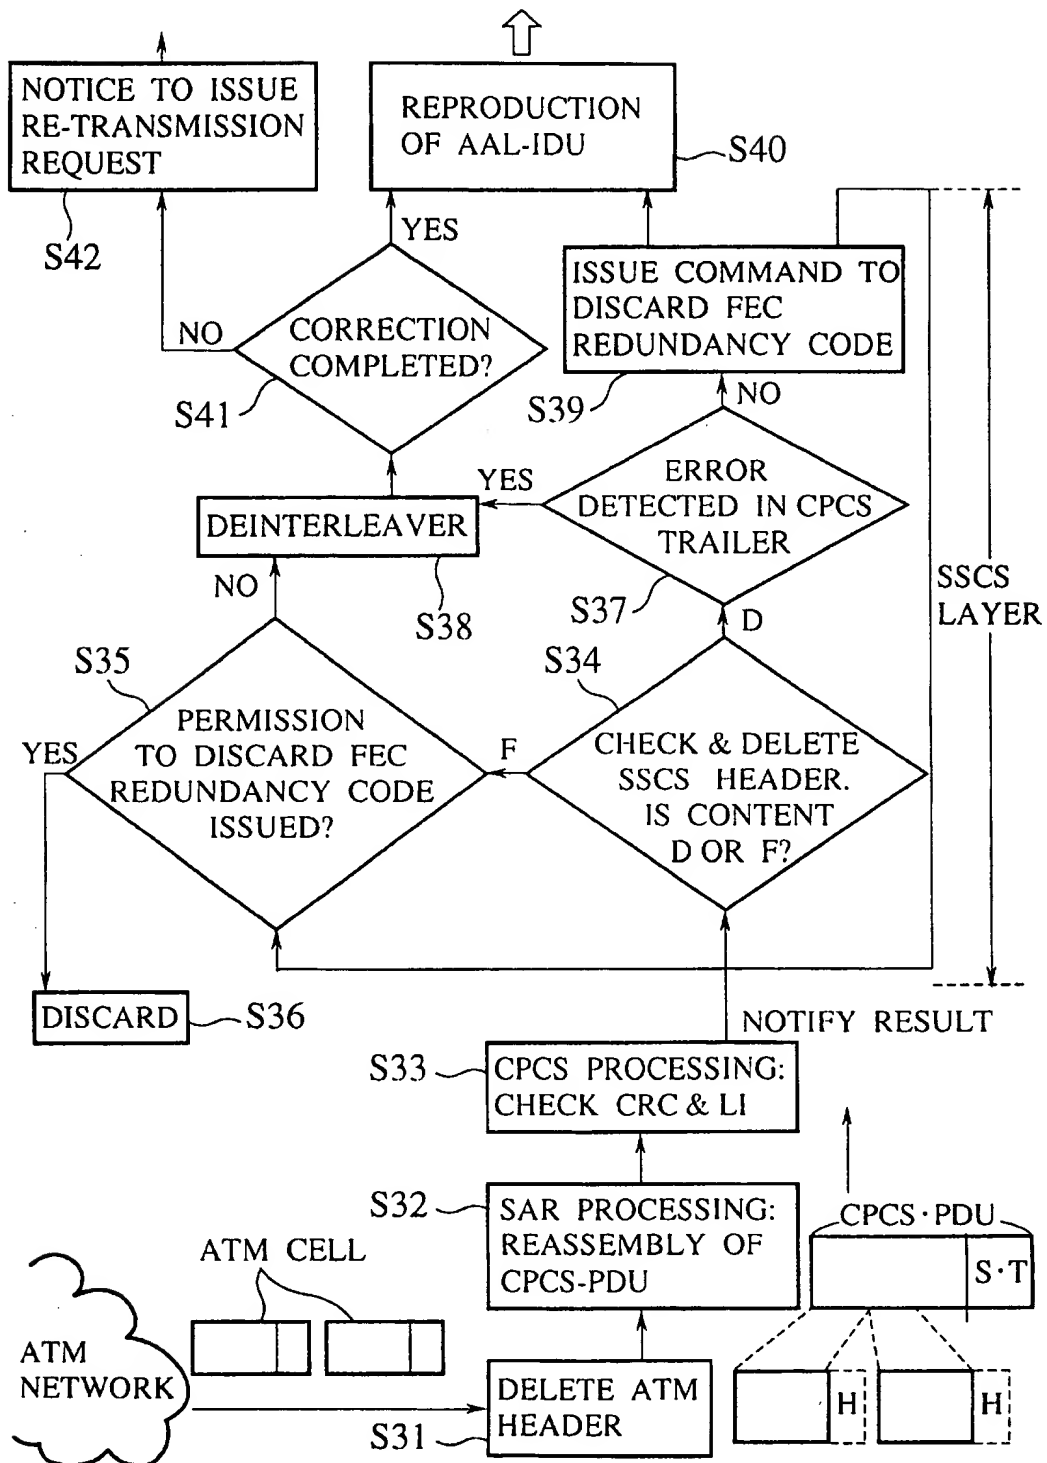 NOTICE TO ISSUE
RE-TRANSMISSION
REQUEST
S42
REPRODUCTION
OF AAL-IDU
S40
YES
ISSUE COMMAND TO
DISCARD FEC
REDUNDANCY CODE
S39
NO
CORRECTION
COMPLETED?
S41
NO
ERROR
DETECTED IN CPCS
TRAILER
S37
YES
DEINTERLEAVER
S38
NO
D
SSCS
LAYER
S35
PERMISSION
TO DISCARD FEC
REDUNDANCY CODE
ISSUED?
YES
F
S34
CHECK & DELETE
SSCS HEADER.
IS CONTENT
D OR F?
DISCARD
S36
NOTIFY RESULT
S33
CPCS PROCESSING:
CHECK CRC & LI
S32
SAR PROCESSING:
REASSEMBLY OF
CPCS-PDU
CPCS·PDU
S·T
ATM CELL
ATM
NETWORK
DELETE ATM
HEADER
S31
H
H